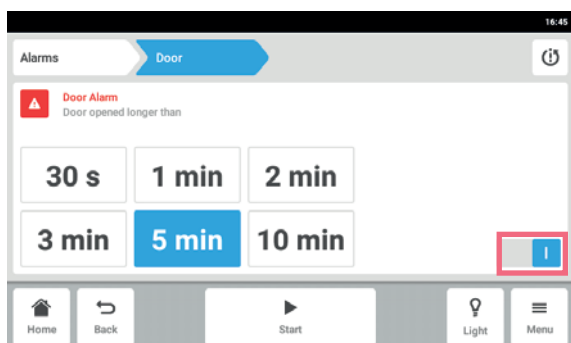 16:45
Alarms
Door
Door Alarm
Door opened longer than
30 s
1 min
2 min
3 min
5 min
10 min
I
Home
Back
Start
Light
Menu